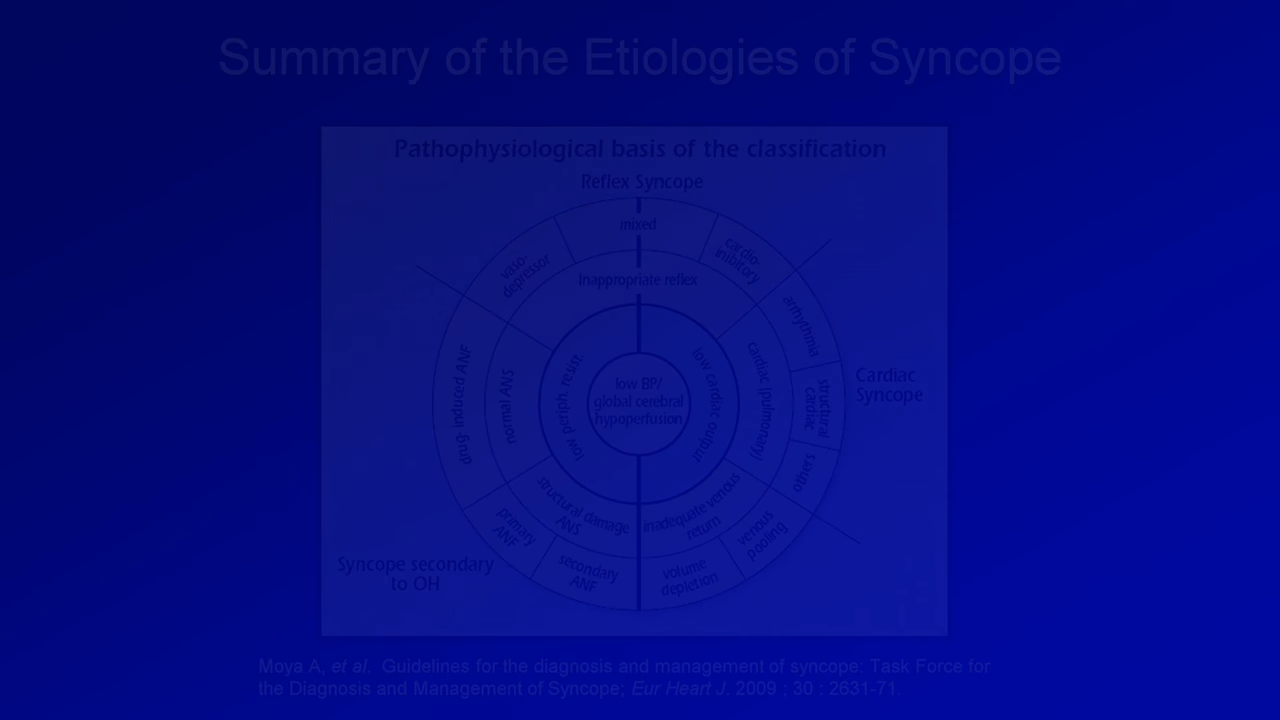 Summary of the Etiologies of Syncope
Pathophysiological basis of the classification
Reflex Syncope
mixed
vaso-
depressor
cardio-
inibitory
Inappropriate reflex
arrhytmia
drug- induced ANF
normal ANS
low periph. resist.
low BP/
global cerebral
hypoperfusion
low cardiac output
cardiac (pulmonary)
structural
cardiac
Cardiac
Syncope
others
structural damage
ANS
inadequate venous
return
primary
ANF
secondary
ANF
volume
depletion
venous
pooling
Syncope secondary
to OH
Moya A, et al. Guidelines for the diagnosis and management of syncope: Task Force for
the Diagnosis and Management of Syncope; Eur Heart J. 2009 : 30 : 2631-71.